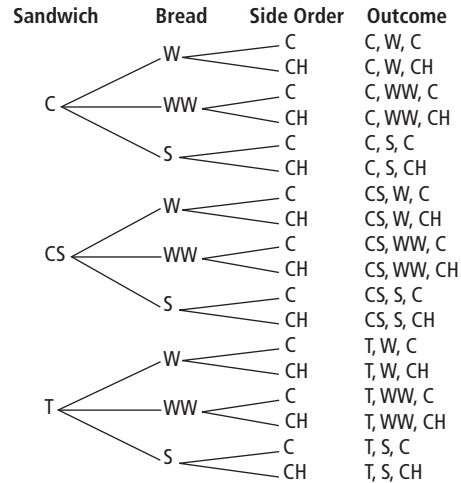 Sandwich Bread Side Order Outcome
C C, W, C
W
CH C, W, CH
C C, WW, C
C WW
CH C, WW, CH
C C, S, C
S
CH C, S, CH
C CS, W, C
W
CH CS, W, CH
C CS, WW, C
CS WW
CH CS, WW, CH
C CS, S, C
S
CH CS, S, CH
C T, W, C
W
CH T, W, CH
C T, WW, C
T WW
CH T, WW, CH
C T, S, C
S
CH T, S, CH